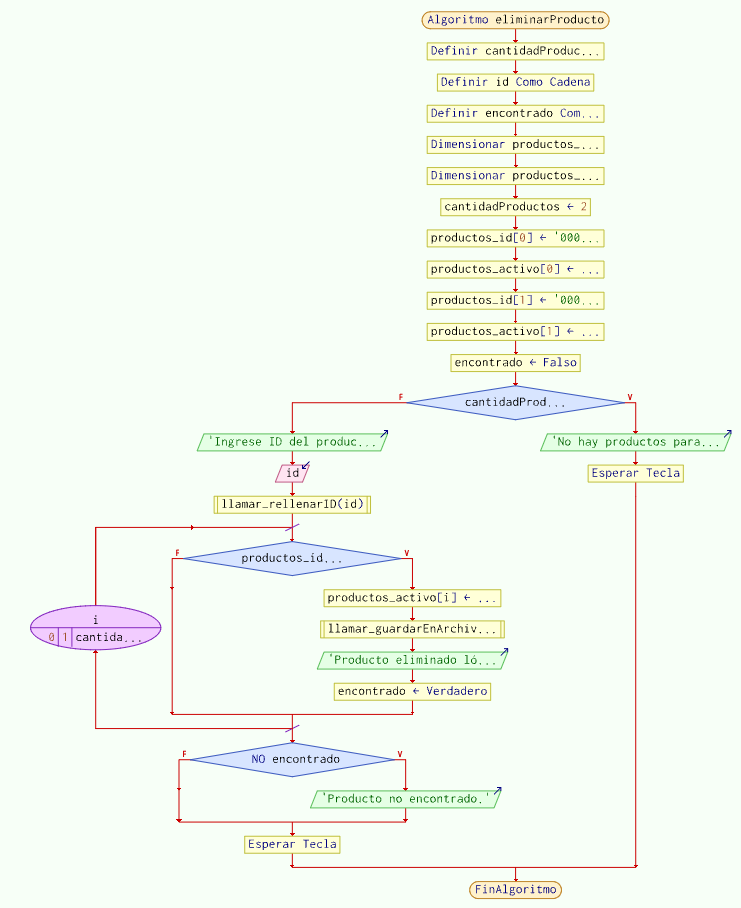 Algoritmo eliminarProducto
Definir cantidadProduc...
Definir id Como Cadena
Definir encontrado Com...
Dimensionar productos_...
Dimensionar productos_...
cantidadProductos ← 2
productos_id[0] ← '000...
productos_activo[0] ← ...
productos_id[1] ← '000...
productos_activo[1] ← ...
encontrado ← Falso
F
V
cantidadProd...
'Ingrese ID del produc...
'No hay productos para...
id
Esperar Tecla
llamar_rellenarID(id)
F
V
productos_id...
productos_activo[i] ← ...
i
0 1 cantida...
llamar_guardarEnArchiv...
'Producto eliminado ló...
encontrado ← Verdadero
F
V
NO encontrado
'Producto no encontrado.'
Esperar Tecla
FinAlgoritmo